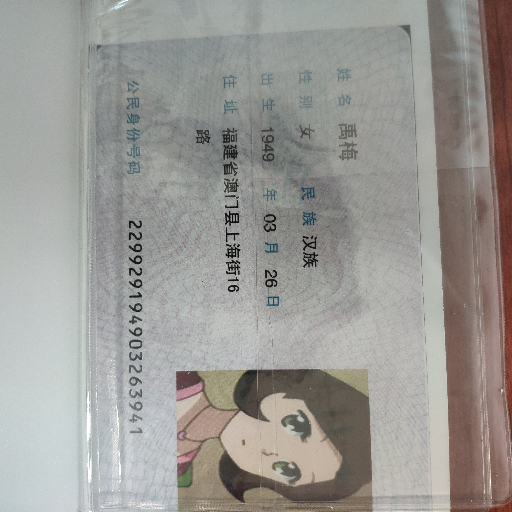 姓名 禹梅
性别 女 民族 汉族
出生 1949 年 03 月 26 日
住址 福建省澳门县上海街16
路
公民身份号码 229929194903263941